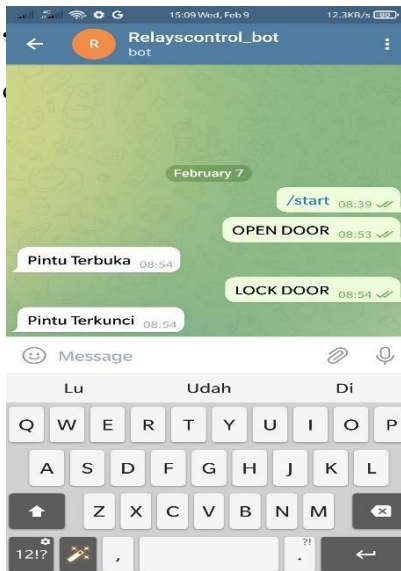 15:09 Wed, Feb 9
12.3KB/s
R
Relayscontrol_bot
bot
February 7
/start 08:39
OPEN DOOR 08:53
Pintu Terbuka 08:54
LOCK DOOR 08:54
Pintu Terkunci 08:54
Message
Lu Udah Di
Q W E R T Y U I O P
A S D F G H J K L
Z X C V B N M
12!? , ?! .